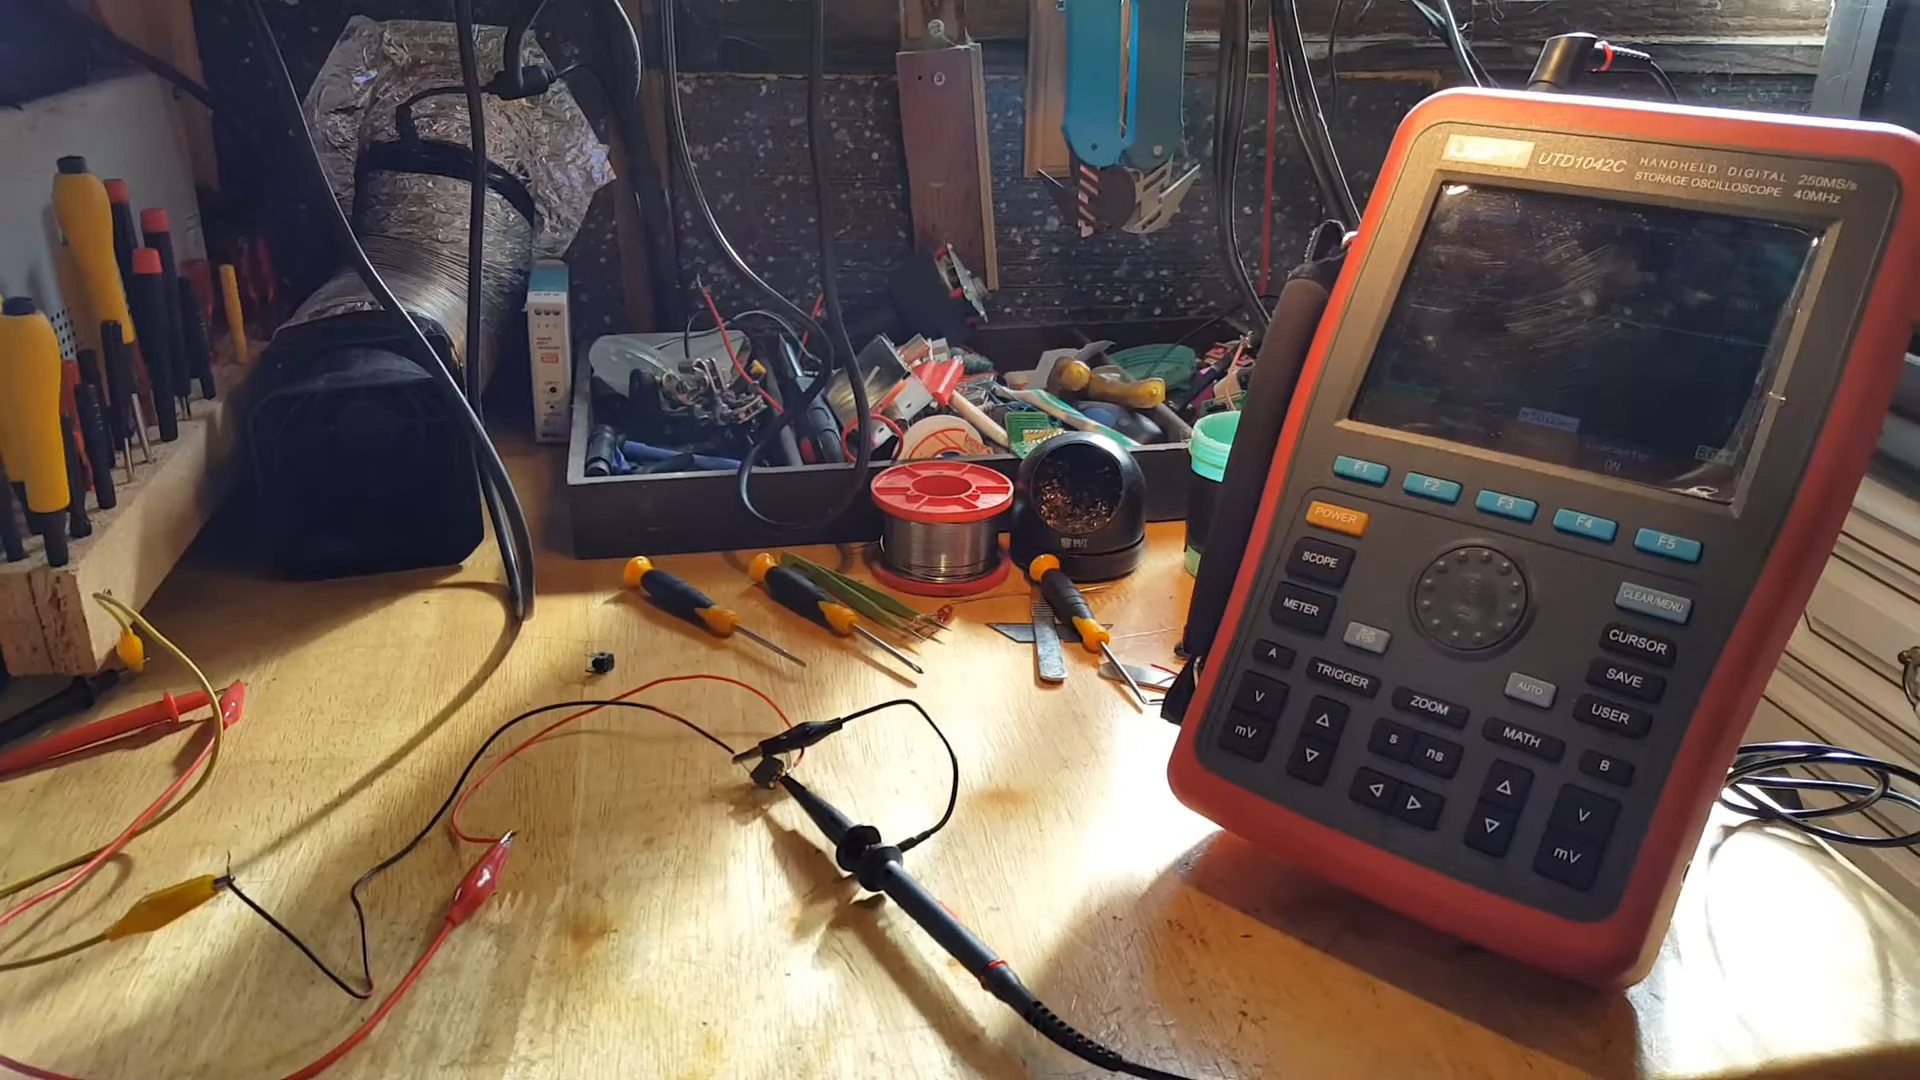 UTD1042C
HANDHELD DIGITAL
STORAGE OSCILLOSCOPE
250MS/s
40MHz
ON
F1
F2
F3
F4
F5
POWER
SCOPE
METER
CLEAR/MENU
CURSOR
SAVE
USER
AUTO
A
TRIGGER
ZOOM
MATH
B
V
mV
s
ns
V
mV